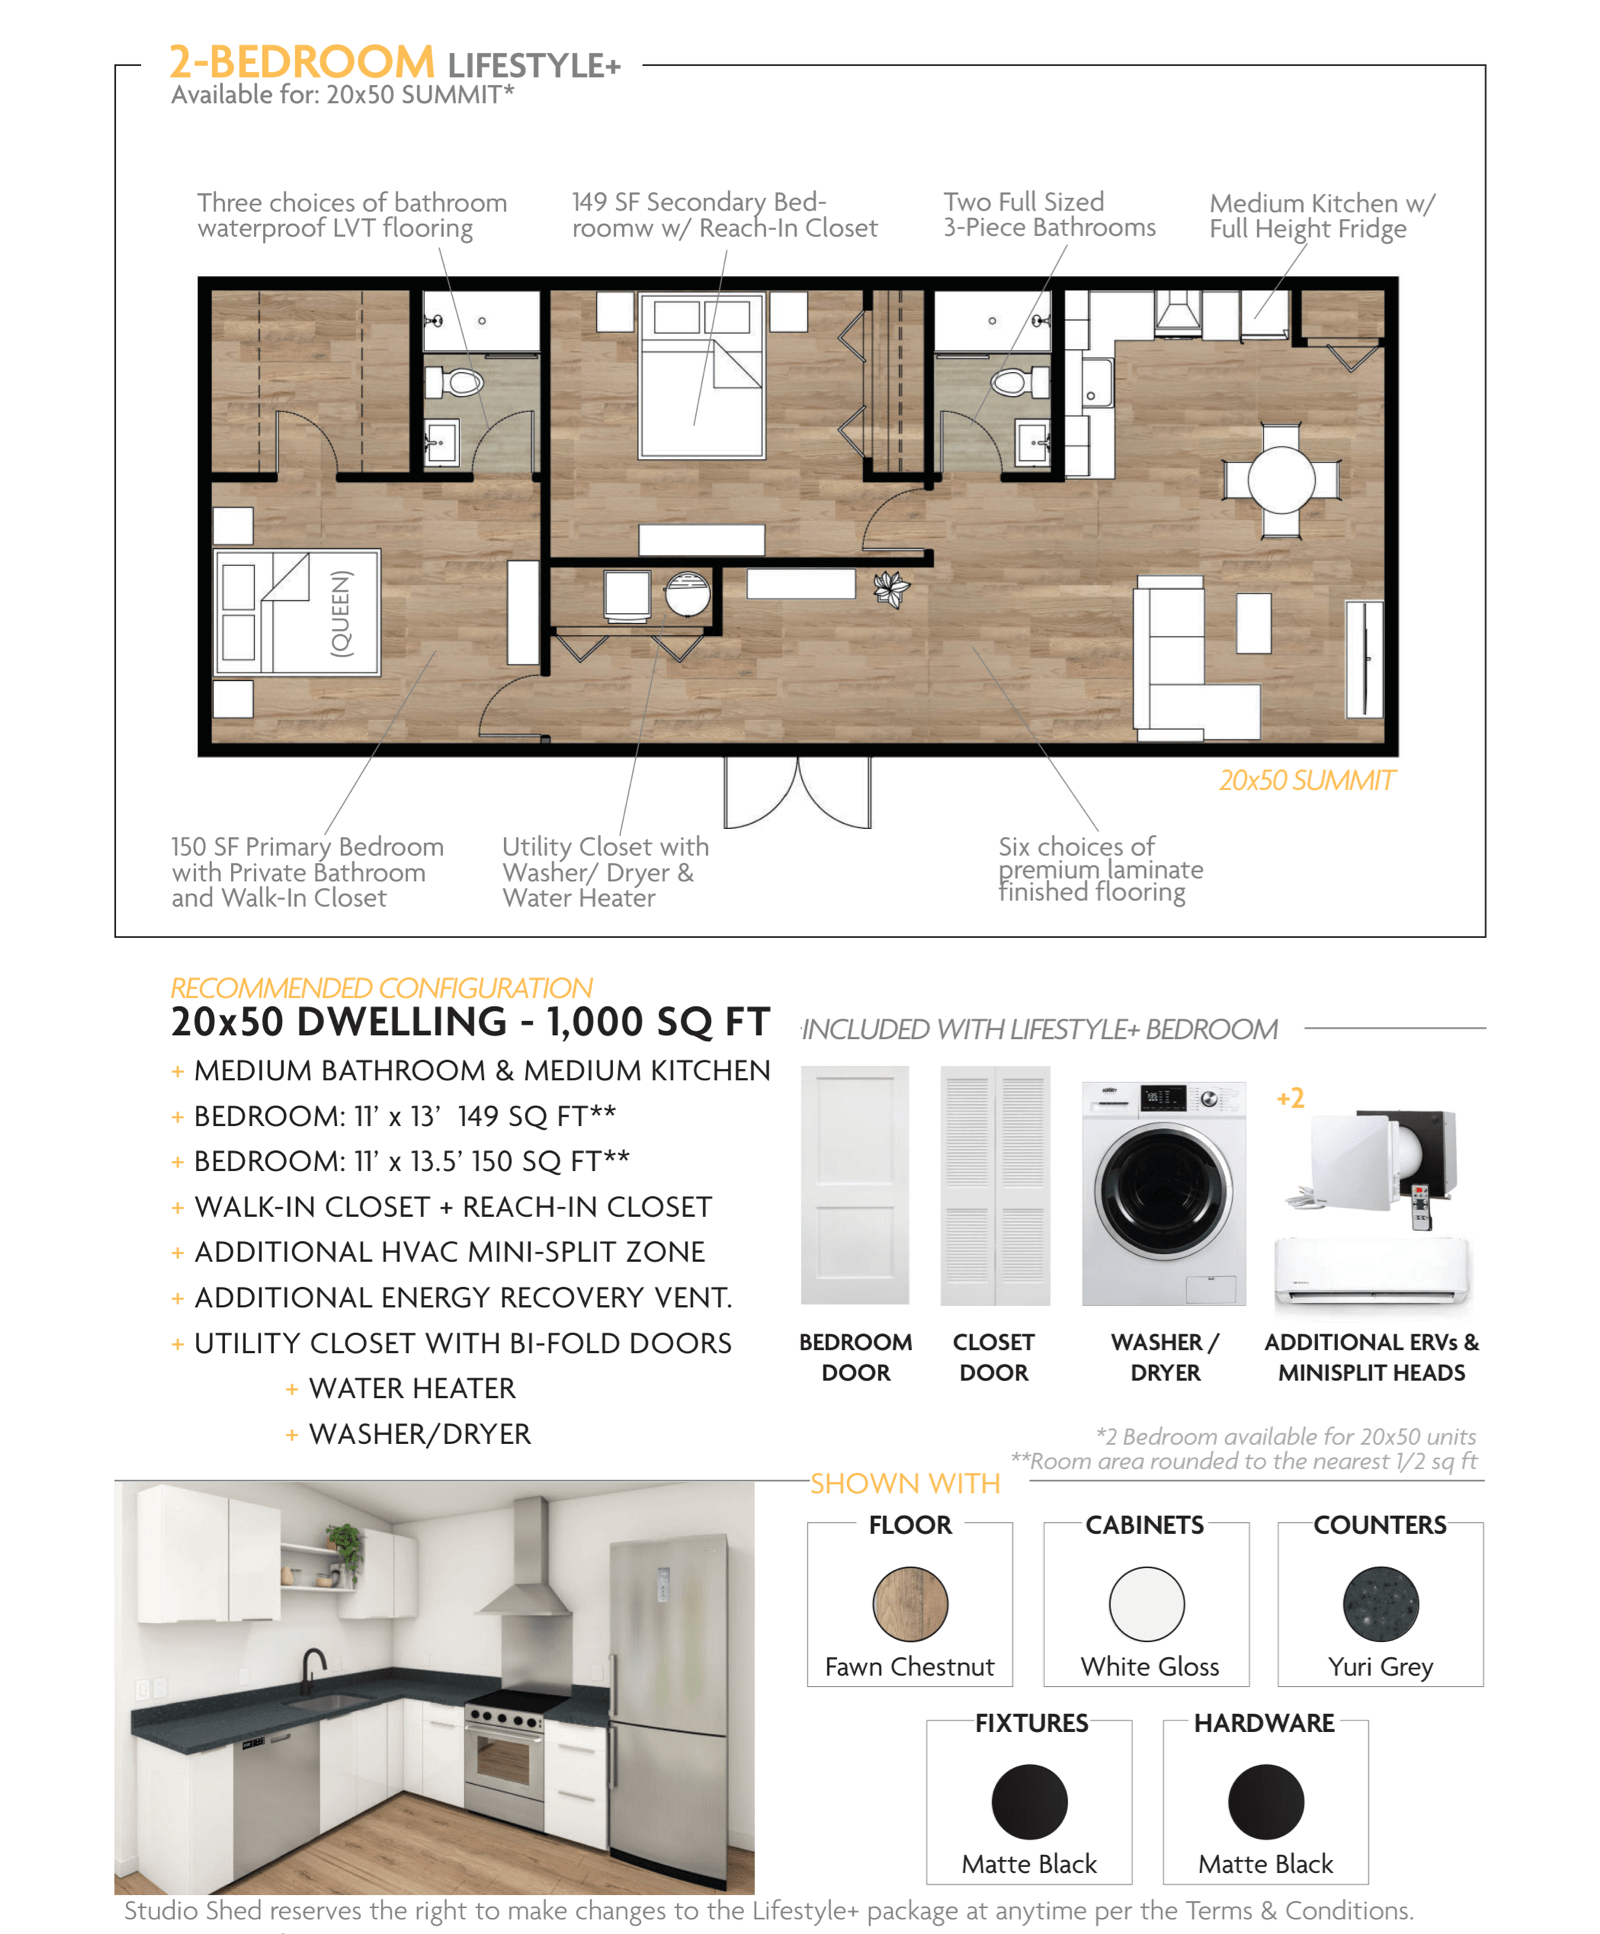 2-BEDROOM LIFESTYLE+
Available for: 20x50 SUMMIT*
Three choices of bathroom
waterproof LVT flooring
149 SF Secondary Bed-
roomw w/ Reach-In Closet
Two Full Sized
3-Piece Bathrooms
Medium Kitchen w/
Full Height Fridge
(QUEEN)
20x50 SUMMIT
150 SF Primary Bedroom
with Private Bathroom
and Walk-In Closet
Utility Closet with
Washer/ Dryer &
Water Heater
Six choices of
premium laminate
finished flooring
RECOMMENDED CONFIGURATION
20x50 DWELLING - 1,000 SQ FT
+ MEDIUM BATHROOM & MEDIUM KITCHEN
+ BEDROOM: 11’ x 13’ 149 SQ FT**
+ BEDROOM: 11’ x 13.5’ 150 SQ FT**
+ WALK-IN CLOSET + REACH-IN CLOSET
+ ADDITIONAL HVAC MINI-SPLIT ZONE
+ ADDITIONAL ENERGY RECOVERY VENT.
+ UTILITY CLOSET WITH BI-FOLD DOORS
+ WATER HEATER
+ WASHER/DRYER
INCLUDED WITH LIFESTYLE+ BEDROOM
+2
BEDROOM
DOOR
CLOSET
DOOR
WASHER /
DRYER
ADDITIONAL ERVs &
MINISPLIT HEADS
*2 Bedroom available for 20x50 units
**Room area rounded to the nearest 1/2 sq ft
SHOWN WITH
FLOOR
Fawn Chestnut
CABINETS
White Gloss
COUNTERS
Yuri Grey
FIXTURES
Matte Black
HARDWARE
Matte Black
Studio Shed reserves the right to make changes to the Lifestyle+ package at anytime per the Terms & Conditions.